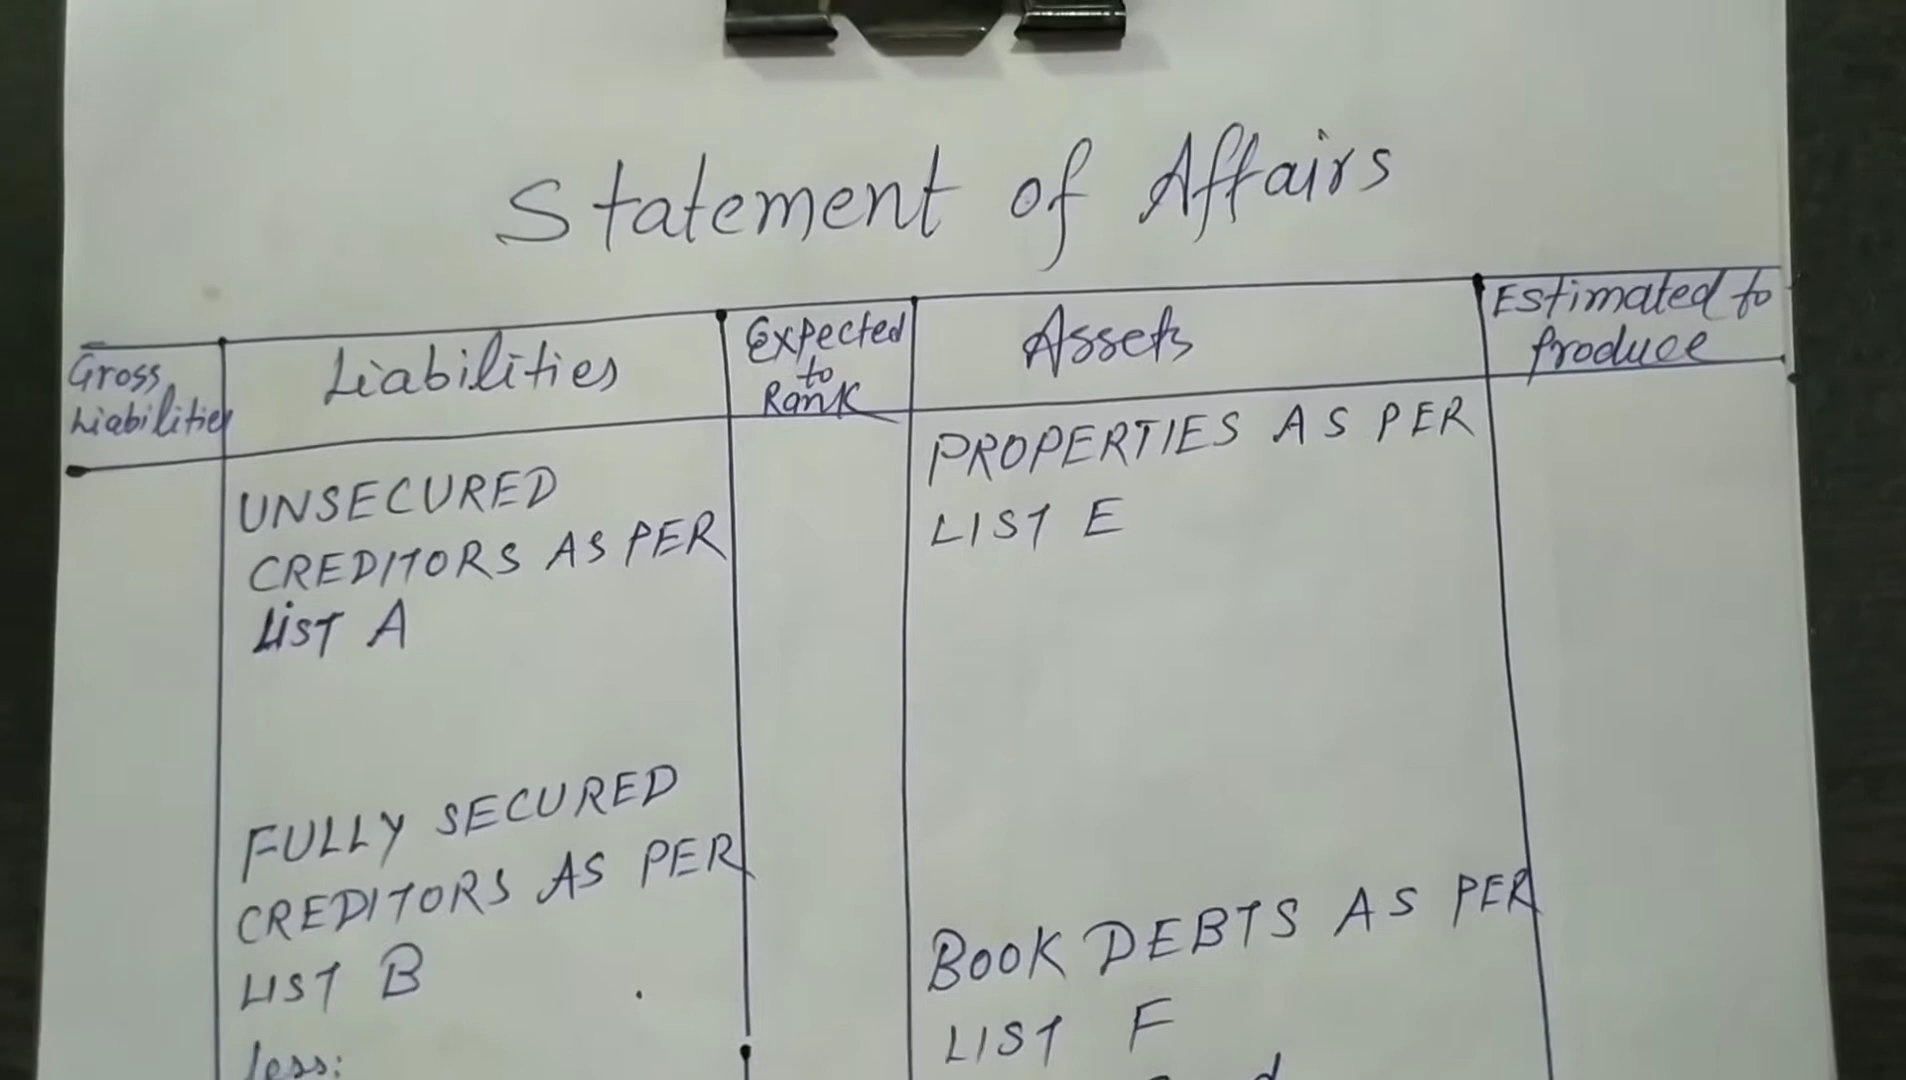 Statement of Affairs
Gross
Liabilities
Liabilities
Expected
to
Rank
Assets
Estimated to
Produce
UNSECURED
CREDITORS AS PER
LIST A
FULLY SECURED
CREDITORS AS PER
LIST B
less:
PROPERTIES AS PER
LIST E
BOOK DEBTS AS PER
LIST F